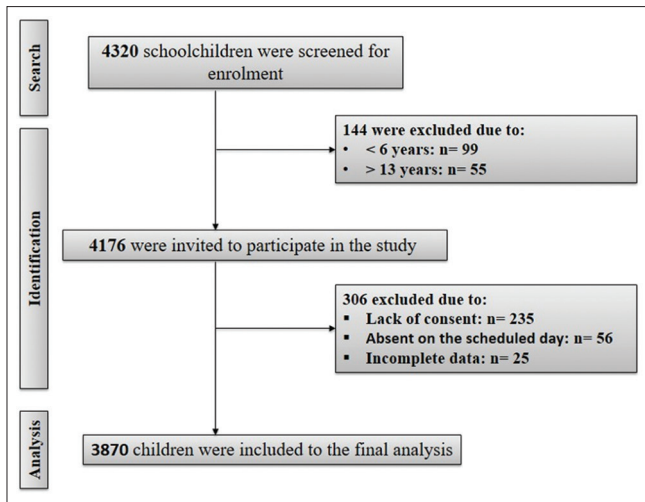 Search
4320 schoolchildren were screened for
enrolment
Identification
144 were excluded due to:
• < 6 years: n= 99
• > 13 years: n= 55
4176 were invited to participate in the study
306 excluded due to:
▪ Lack of consent: n= 235
▪ Absent on the scheduled day: n= 56
▪ Incomplete data: n= 25
Analysis
3870 children were included to the final analysis